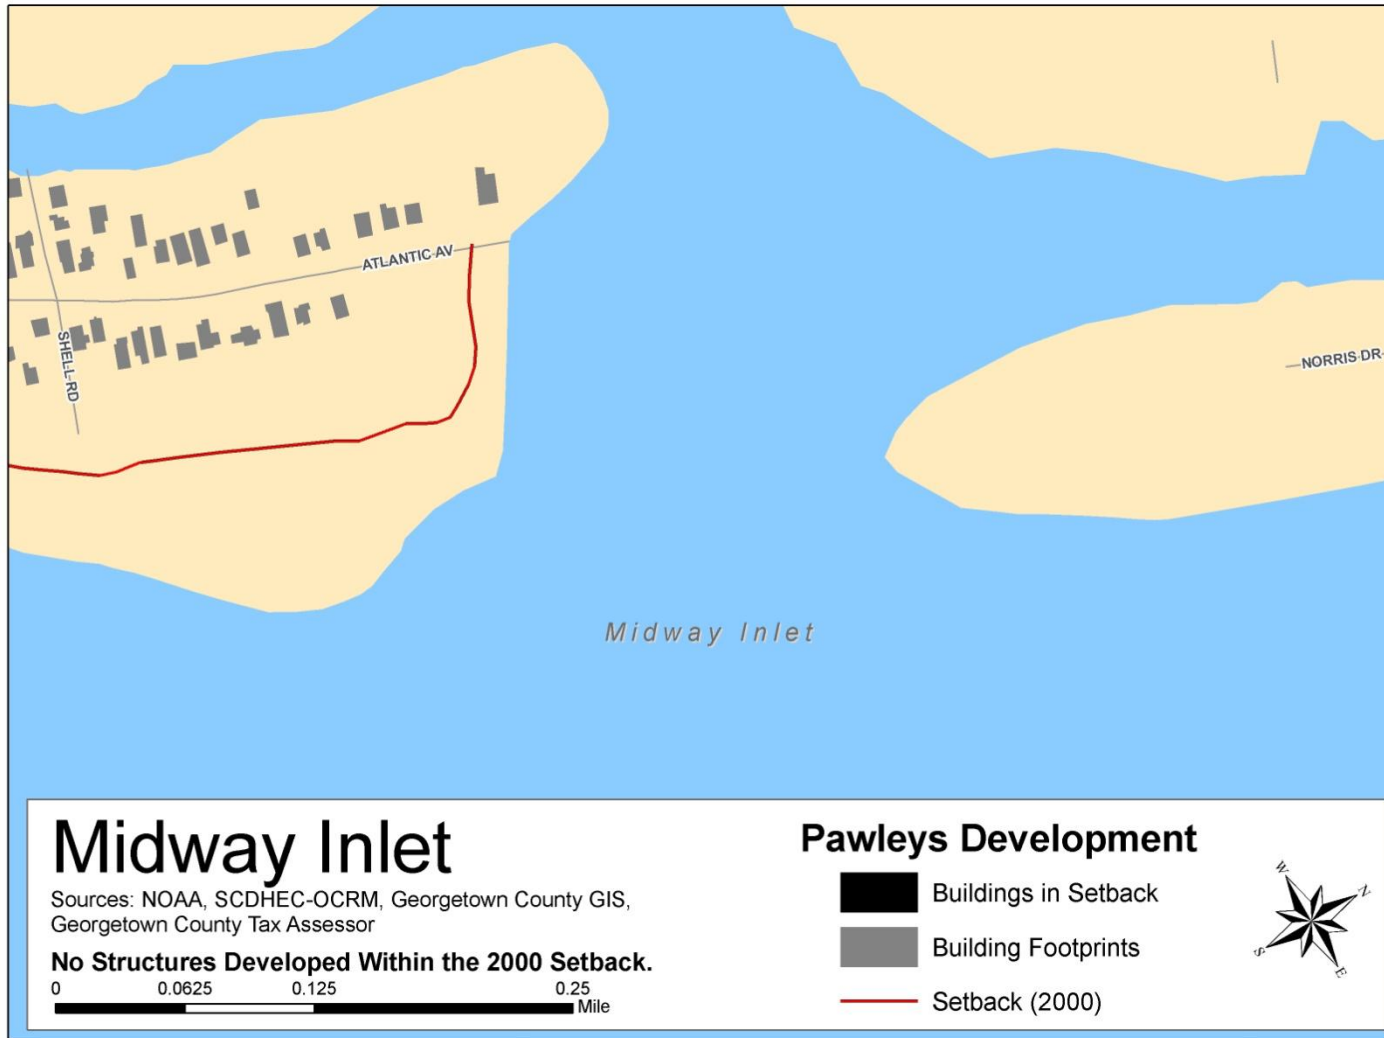 ATLANTIC AV
SHELL RD
NORRIS DR
Midway Inlet
Midway Inlet
Sources: NOAA, SCDHEC-OCRM, Georgetown County GIS,
Georgetown County Tax Assessor
No Structures Developed Within the 2000 Setback.
0 0.0625 0.125 0.25
Mile
Pawleys Development
Buildings in Setback
Building Footprints
Setback (2000)
W
N
S
E